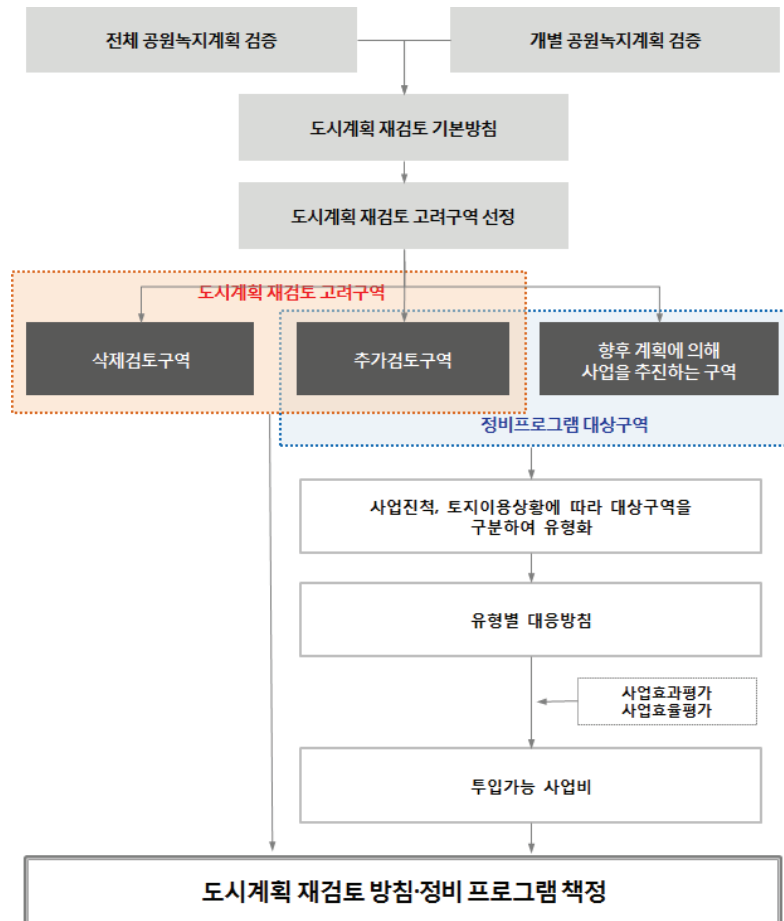 전체 공원녹지계획 검증
개별 공원녹지계획 검증
도시계획 재검토 기본방침
도시계획 재검토 고려구역 선정
도시계획 재검토 고려구역
삭제검토구역
추가검토구역
향후 계획에 의해
사업을 추진하는 구역
정비프로그램 대상구역
사업진척, 토지이용상황에 따라 대상구역을
구분하여 유형화
유형별 대응방침
사업효과평가
사업효율평가
투입가능 사업비
도시계획 재검토 방침·정비 프로그램 책정